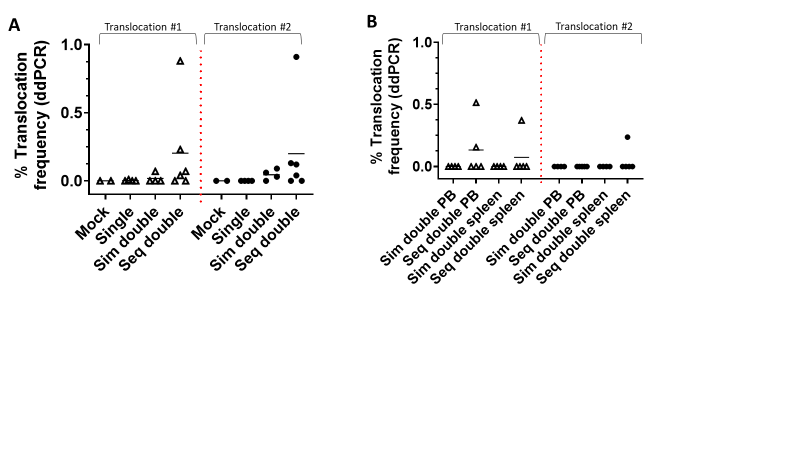 A
Translocation #1
Translocation #2
% Translocation
frequency (ddPCR)
1.0
0.5
0.0
Mock
Single
Sim double
Seq double
Mock
Single
Sim double
Seq double
B
Translocation #1
Translocation #2
% Translocation
frequency (ddPCR)
1.0
0.5
0.0
Sim double PB
Seq double PB
Sim double spleen
Seq double spleen
Sim double PB
Seq double PB
Sim double spleen
Seq double spleen